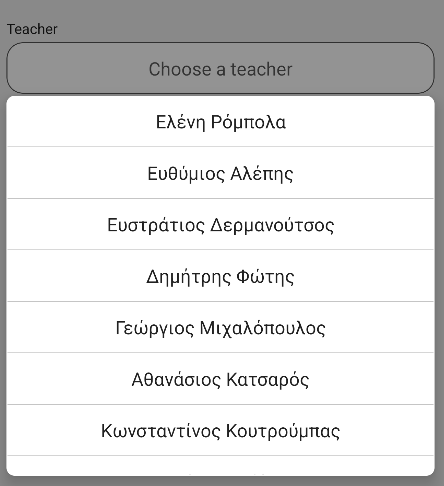 Teacher
Choose a teacher
Ελένη Ρόμπολα
Ευθύμιος Αλέπης
Ευστράτιος Δερμανούτσος
Δημήτρης Φώτης
Γεώργιος Μιχαλόπουλος
Αθανάσιος Κατσαρός
Κωνσταντίνος Κουτρούμπας